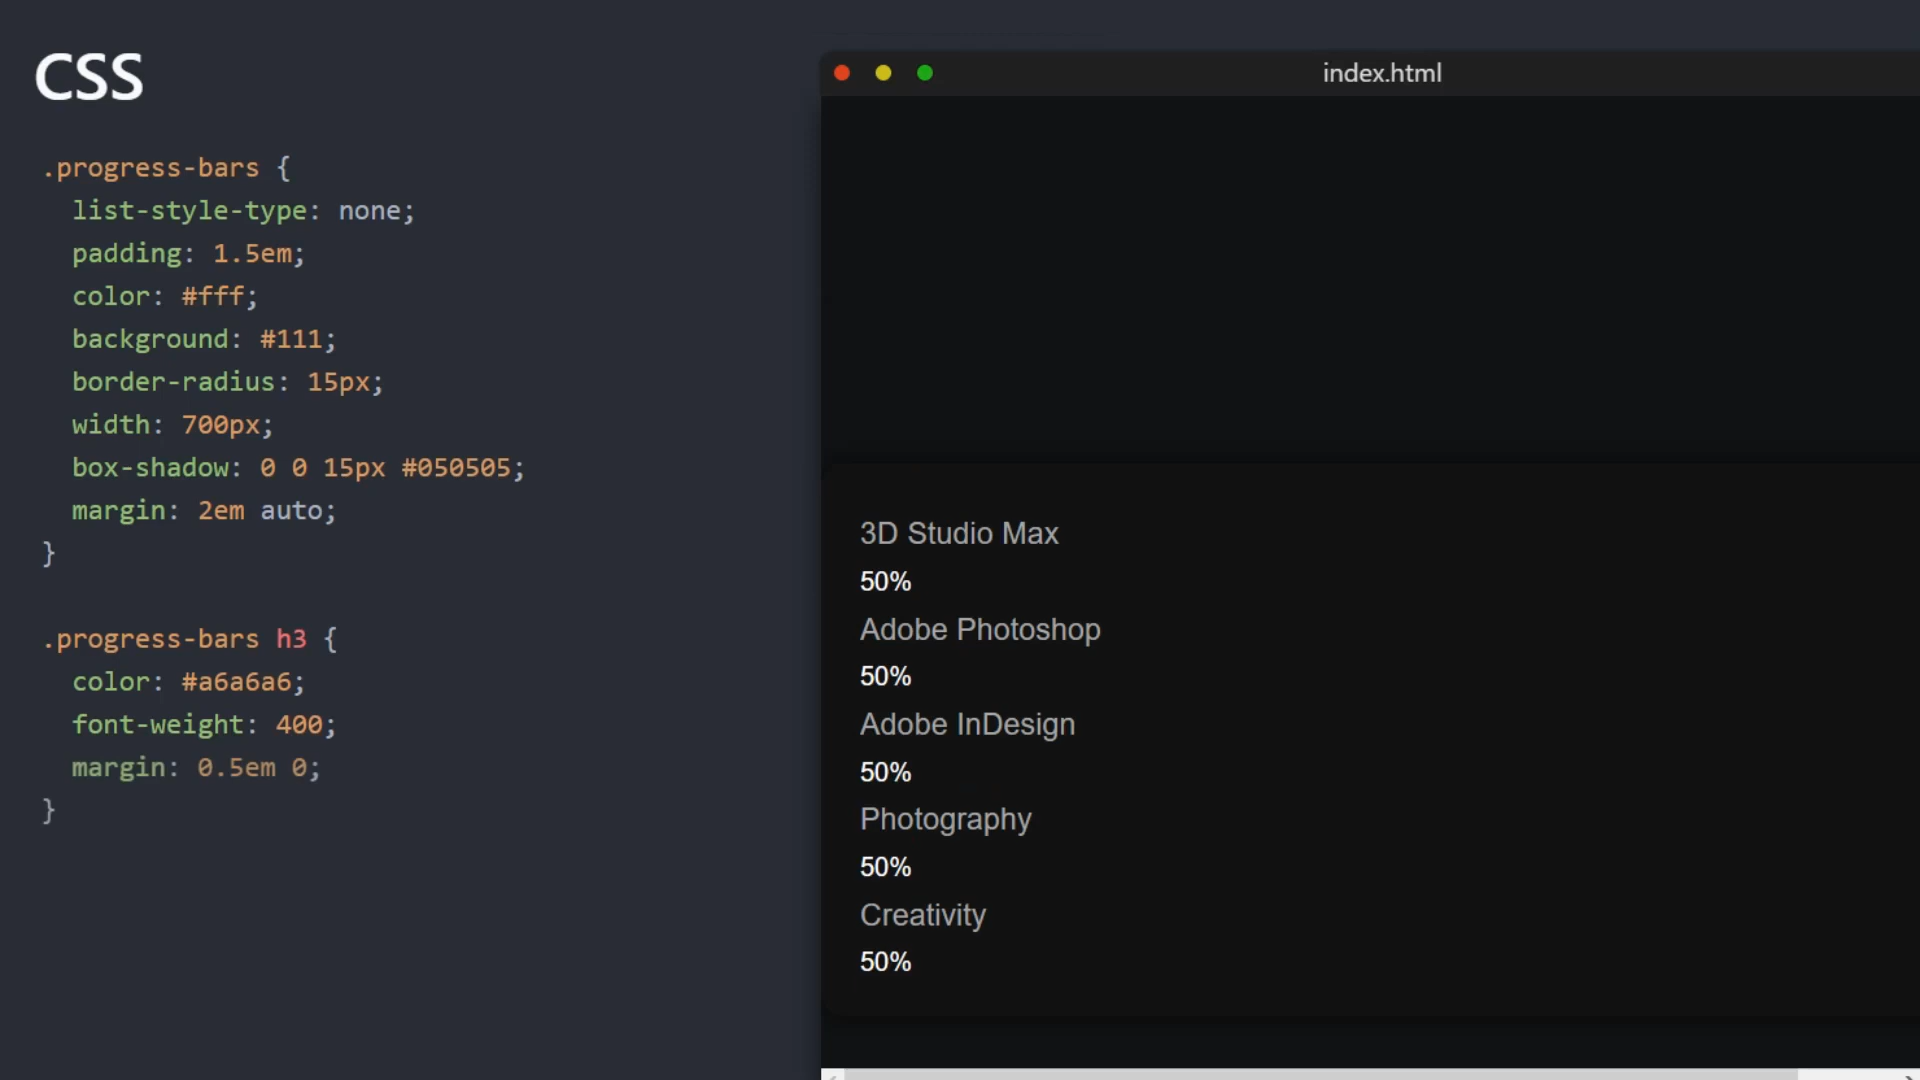 CSS
.progress-bars {
list-style-type: none;
padding: 1.5em;
color: #fff;
background: #111;
border-radius: 15px;
width: 700px;
box-shadow: 0 0 15px #050505;
margin: 2em auto;
}
.progress-bars h3 {
color: #a6a6a6;
font-weight: 400;
margin: 0.5em 0;
}
index.html
3D Studio Max
50%
Adobe Photoshop
50%
Adobe InDesign
50%
Photography
50%
Creativity
50%